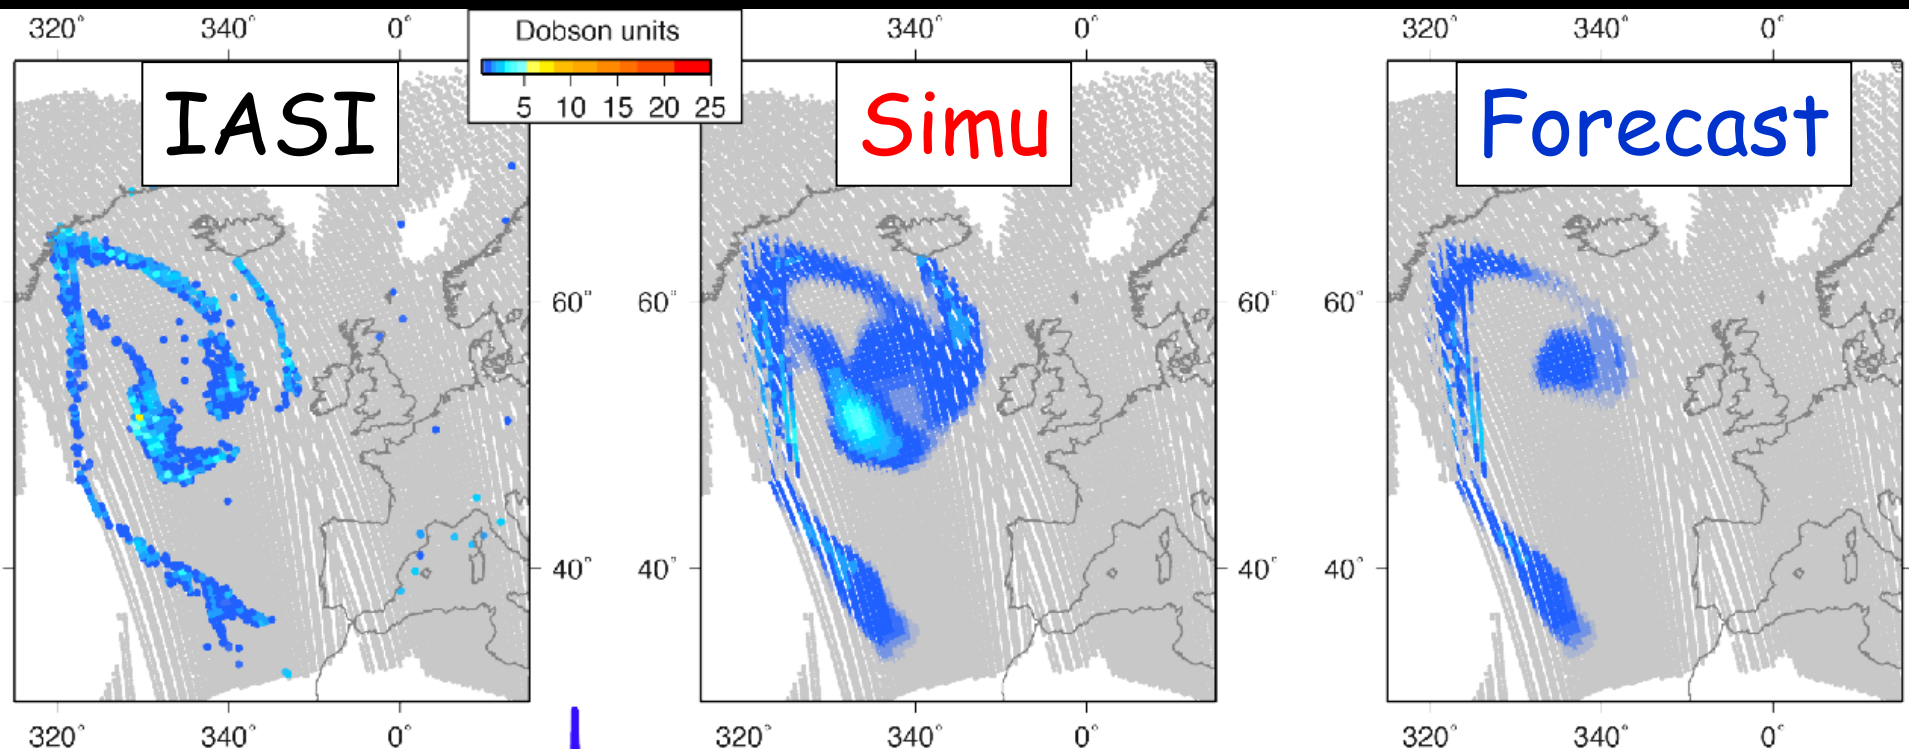 320° 340° 0° 340° 0° 320° 340° 0°
Dobson units
5 10 15 20 25
IASI
Simu
Forecast
60° 60° 60° 60°
40° 40° 40° 40°
320° 340° 0° 320° 340° 0° 320° 340° 0°